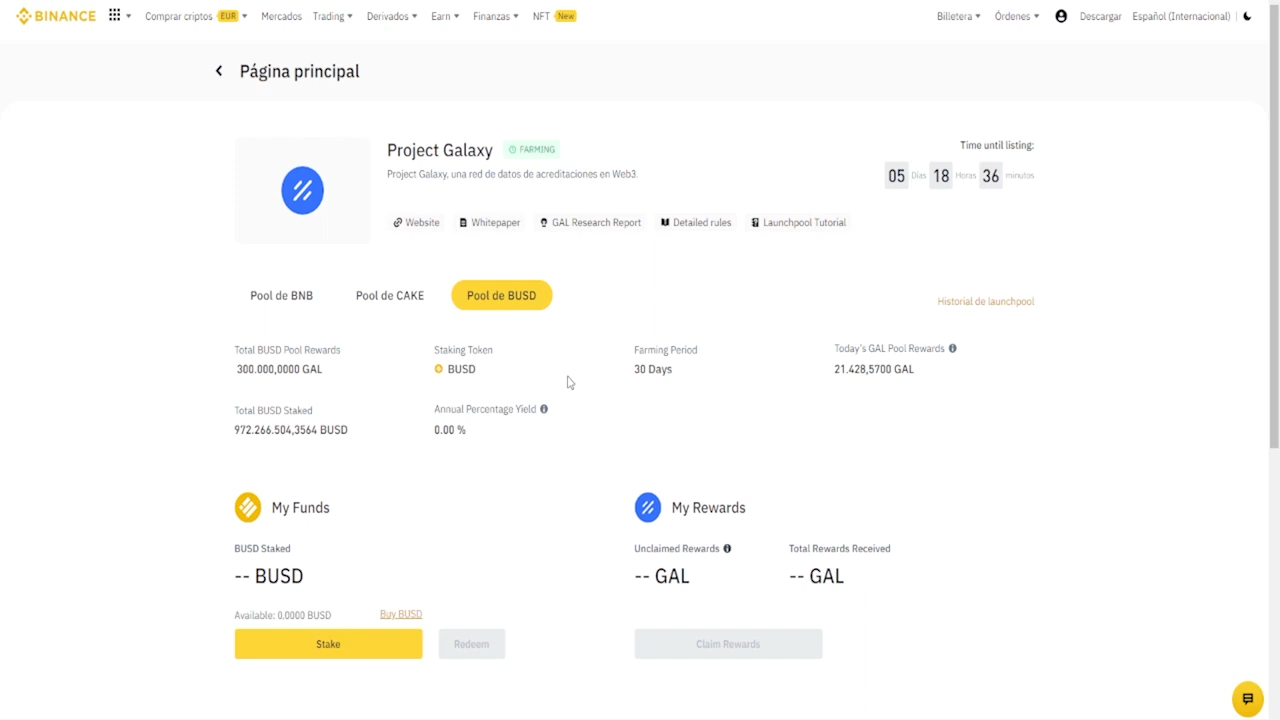 BINANCE Comprar criptos EUR Mercados Trading Derivados Earn Finanzas NFT New Billetera Órdenes Descargar Español (Internacional)
Página principal
Project Galaxy FARMING
Project Galaxy, una red de datos de acreditaciones en Web3.
Time until listing:
05 Días 18 Horas 36 minutos
Website Whitepaper GAL Research Report Detailed rules Launchpool Tutorial
Pool de BNB Pool de CAKE Pool de BUSD
Historial de launchpool
Total BUSD Pool Rewards Staking Token Farming Period Today's GAL Pool Rewards
300.000,0000 GAL BUSD 30 Days 21.428,5700 GAL
Total BUSD Staked Annual Percentage Yield
972.266.504,3564 BUSD 0.00 %
My Funds My Rewards
BUSD Staked Unclaimed Rewards Total Rewards Received
-- BUSD -- GAL -- GAL
Available: 0,0000 BUSD Buy BUSD
Stake Redeem Claim Rewards